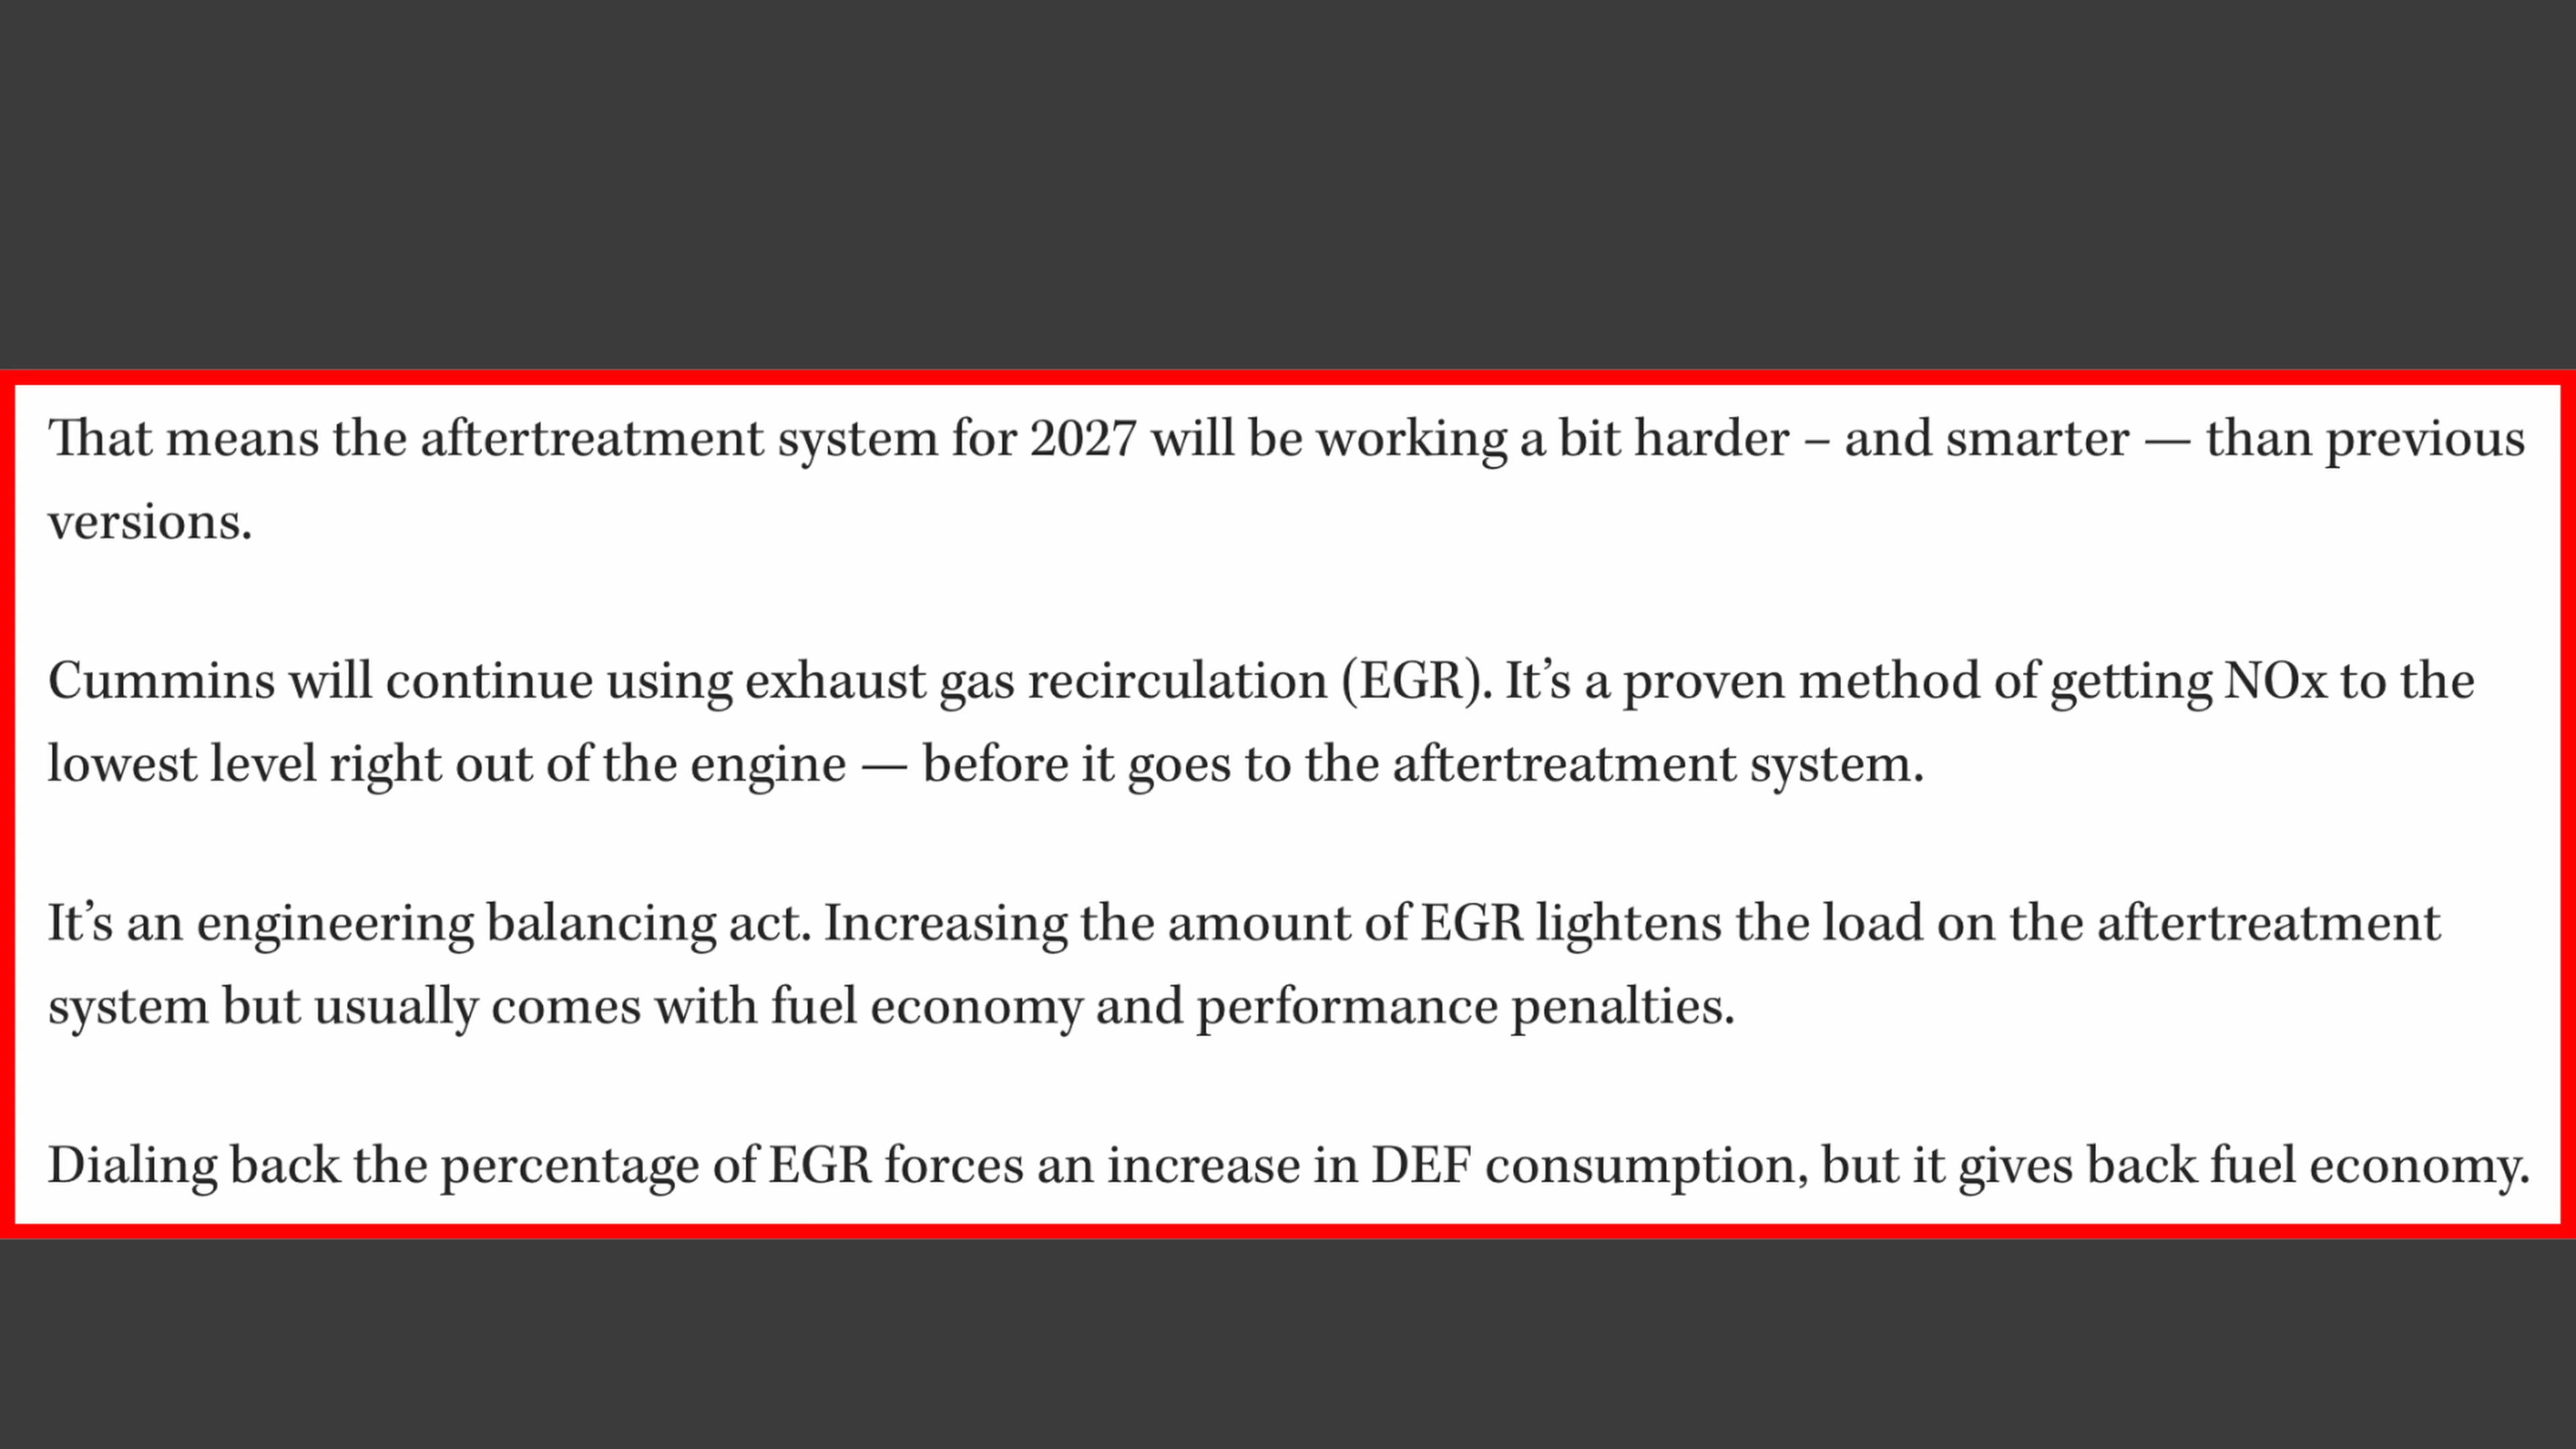 That means the aftertreatment system for 2027 will be working a bit harder – and smarter — than previous
versions.
Cummins will continue using exhaust gas recirculation (EGR). It’s a proven method of getting NOx to the
lowest level right out of the engine — before it goes to the aftertreatment system.
It’s an engineering balancing act. Increasing the amount of EGR lightens the load on the aftertreatment
system but usually comes with fuel economy and performance penalties.
Dialing back the percentage of EGR forces an increase in DEF consumption, but it gives back fuel economy.